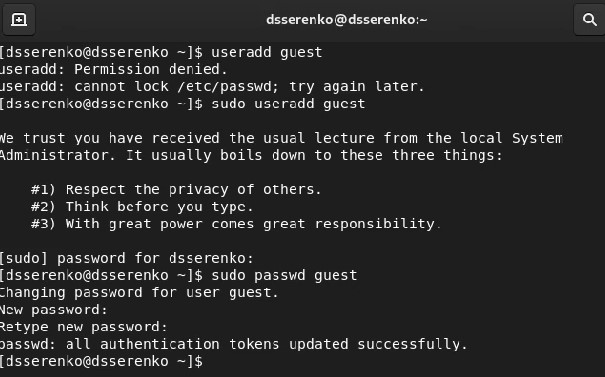 dsserenko@dsserenko:~
[dsserenko@dsserenko ~]$ useradd guest
useradd: Permission denied.
useradd: cannot lock /etc/passwd; try again later.
[dsserenko@dsserenko ~]$ sudo useradd guest
We trust you have received the usual lecture from the local System
Administrator. It usually boils down to these three things:
#1) Respect the privacy of others.
#2) Think before you type.
#3) With great power comes great responsibility.
[sudo] password for dsserenko:
[dsserenko@dsserenko ~]$ sudo passwd guest
Changing password for user guest.
New password:
Retype new password:
passwd: all authentication tokens updated successfully.
[dsserenko@dsserenko ~]$